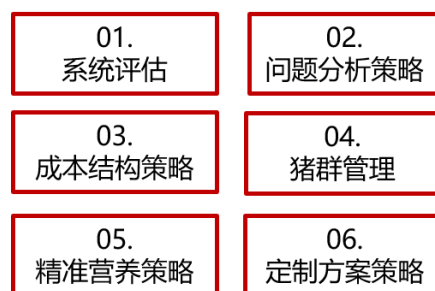 01.
系统评估
02.
问题分析策略
03.
成本结构策略
04.
猪群管理
05.
精准营养策略
06.
定制方案策略